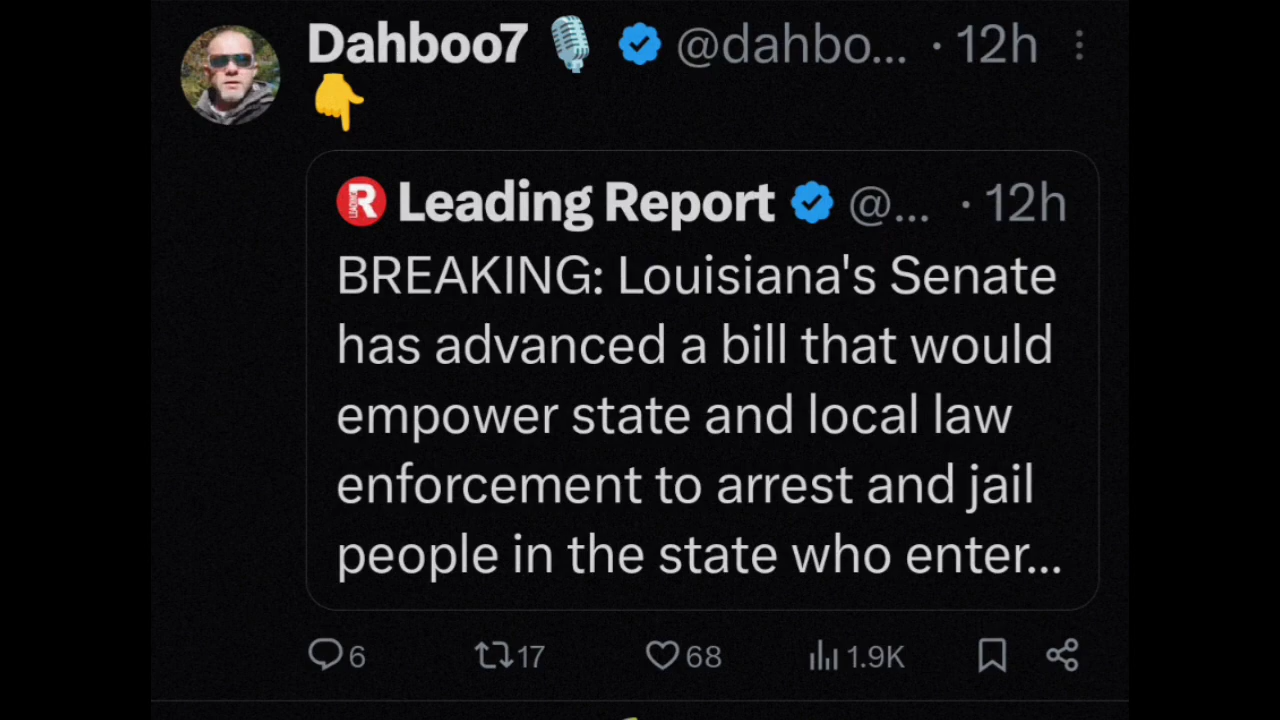 Dahboo7 🎙️ @dahbo... · 12h
👇
Leading Report @... · 12h
BREAKING: Louisiana's Senate
has advanced a bill that would
empower state and local law
enforcement to arrest and jail
people in the state who enter...
6 17 68 1.9K